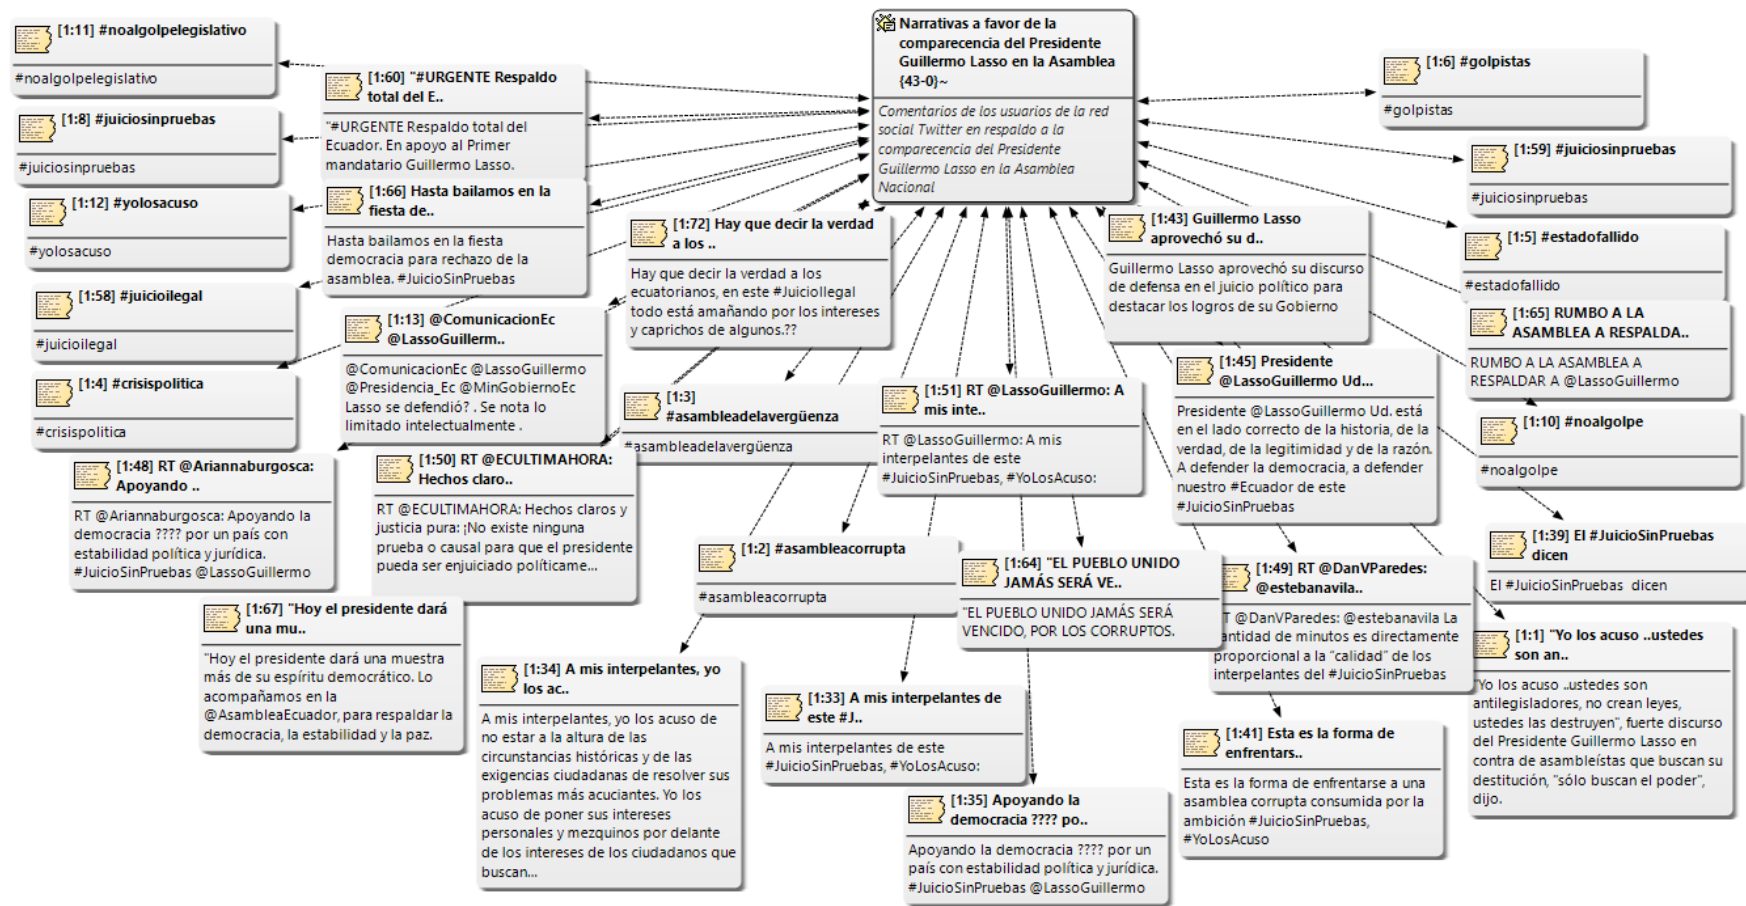 Narrativas a favor de la
comparecencia del Presidente
Guillermo Lasso en la Asamblea
{43-0}~
Comentarios de los usuarios de la red
social Twitter en respaldo a la
comparecencia del Presidente
Guillermo Lasso en la Asamblea
Nacional
[1:11] #noalgolpelegislativo
#noalgolpelegislativo
[1:60] "#URGENTE Respaldo
total del E..
"#URGENTE Respaldo total del
Ecuador. En apoyo al Primer
mandatario Guillermo Lasso.
[1:8] #juiciosinpruebas
#juiciosinpruebas
[1:66] Hasta bailamos en la
fiesta de..
Hasta bailamos en la fiesta
democracia para rechazo de la
asamblea. #JuicioSinPruebas
[1:12] #yolosacuso
#yolosacuso
[1:72] Hay que decir la verdad
a los ..
Hay que decir la verdad a los
ecuatorianos, en este #JuicioIlegal
todo está amañando por los intereses
y caprichos de algunos.??
[1:58] #juicioilegal
#juicioilegal
[1:13] @ComunicacionEc
@LassoGuillerm..
@ComunicacionEc @LassoGuillermo
@Presidencia_Ec @MinGobiernoEc
Lasso se defendió? . Se nota lo
limitado intelectualmente .
[1:4] #crisispolitica
#crisispolitica
[1:3]
#asambleadelavergüenza
#asambleadelavergüenza
[1:48] RT @Ariannaburgosca:
Apoyando ..
RT @Ariannaburgosca: Apoyando la
democracia ???? por un país con
estabilidad política y jurídica.
#JuicioSinPruebas @LassoGuillermo
[1:50] RT @ECULTIMAHORA:
Hechos claro..
RT @ECULTIMAHORA: Hechos claros y
justicia pura: ¡No existe ninguna
prueba o causal para que el presidente
pueda ser enjuiciado políticame...
[1:67] "Hoy el presidente dará
una mu..
"Hoy el presidente dará una muestra
más de su espíritu democrático. Lo
acompañamos en la
@AsambleaEcuador, para respaldar la
democracia, la estabilidad y la paz.
[1:2] #asambleacorrupta
#asambleacorrupta
[1:34] A mis interpelantes, yo
los ac..
A mis interpelantes, yo los acuso de
no estar a la altura de las
circunstancias históricas y de las
exigencias ciudadanas de resolver sus
problemas más acuciantes. Yo los
acuso de poner sus intereses
personales y mezquinos por delante
de los intereses de los ciudadanos que
buscan...
[1:51] RT @LassoGuillermo: A
mis inte..
RT @LassoGuillermo: A mis
interpelantes de este
#JuicioSinPruebas, #YoLosAcuso:
[1:64] "EL PUEBLO UNIDO
JAMÁS SERÁ VE..
"EL PUEBLO UNIDO JAMÁS SERÁ
VENCIDO, POR LOS CORRUPTOS.
[1:33] A mis interpelantes de
este #J..
A mis interpelantes de este
#JuicioSinPruebas, #YoLosAcuso:
[1:35] Apoyando la
democracia ???? po..
Apoyando la democracia ???? por un
país con estabilidad política y jurídica.
#JuicioSinPruebas @LassoGuillermo
[1:6] #golpistas
#golpistas
[1:59] #juiciosinpruebas
#juiciosinpruebas
[1:43] Guillermo Lasso
aprovechó su d..
Guillermo Lasso aprovechó su discurso
de defensa en el juicio político para
destacar los logros de su Gobierno
[1:5] #estadofallido
#estadofallido
[1:65] RUMBO A LA
ASAMBLEA A RESPALDA..
RUMBO A LA ASAMBLEA A
RESPALDAR A @LassoGuillermo
[1:45] Presidente
@LassoGuillermo Ud...
Presidente @LassoGuillermo Ud. está
en el lado correcto de la historia, de la
verdad, de la legitimidad y de la razón.
A defender la democracia, a defender
nuestro #Ecuador de este
#JuicioSinPruebas
[1:10] #noalgolpe
#noalgolpe
[1:39] El #JuicioSinPruebas
dicen
El #JuicioSinPruebas dicen
[1:49] RT @DanVParedes:
@estebanavila..
RT @DanVParedes: @estebanavila La
cantidad de minutos es directamente
proporcional a la "calidad" de los
interpelantes del #JuicioSinPruebas
[1:1] "Yo los acuso ..ustedes
son an..
"Yo los acuso ..ustedes son
antilegisladores, no crean leyes,
ustedes las destruyen", fuerte discurso
del Presidente Guillermo Lasso en
contra de asambleístas que buscan su
destitución, "sólo buscan el poder",
dijo.
[1:41] Esta es la forma de
enfrentars..
Esta es la forma de enfrentarse a una
asamblea corrupta consumida por la
ambición #JuicioSinPruebas,
#YoLosAcuso